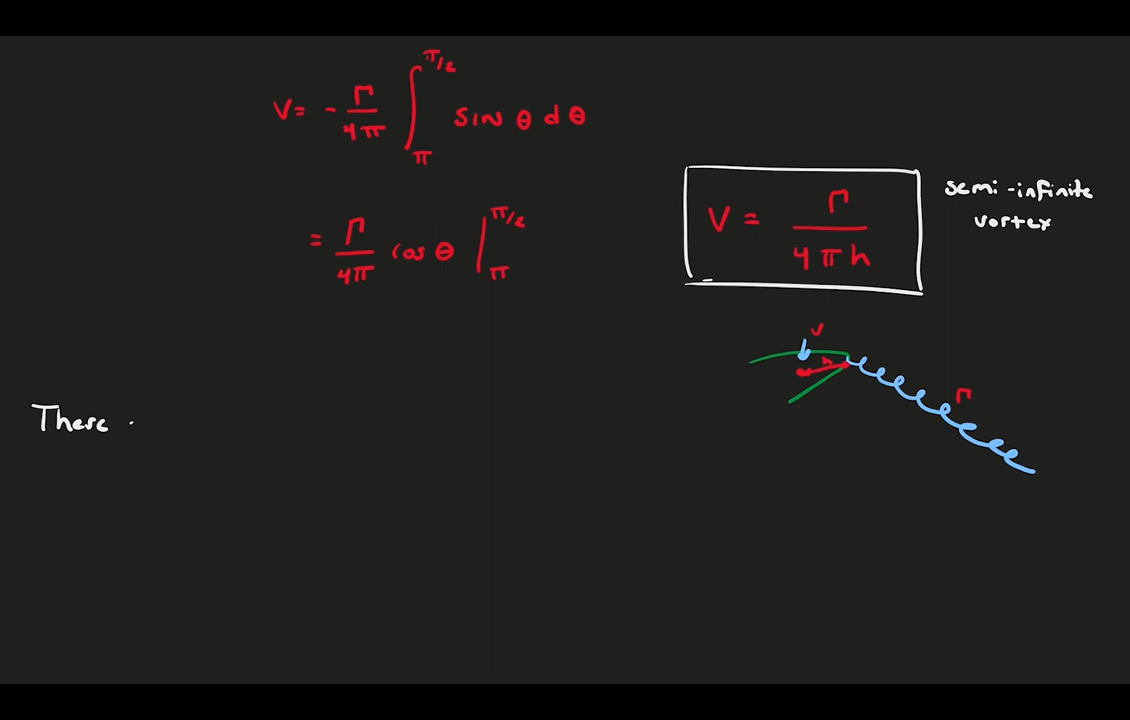 V = - Γ/4π ∫_π^{π/2} sin θ dθ
= Γ/4π cos θ |_π^{π/2}
V = Γ/4πh
semi-infinite
vortex
V
h
Γ
There